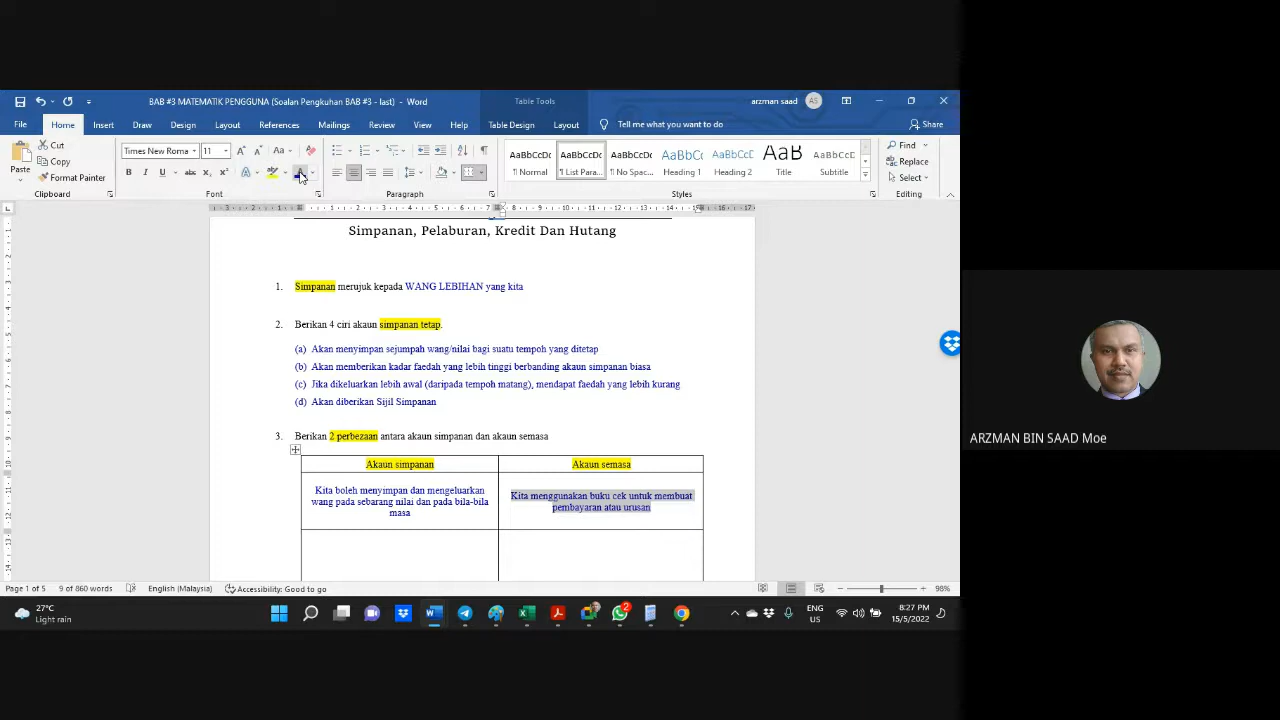 BAB #3 MATEMATIK PENGGUNA (Soalan Pengkuhan BAB #3 - last) - Word
Table Tools
arzman saad
AS
File Home Insert Draw Design Layout References Mailings Review View Help Table Design Layout Tell me what you want to do Share
Paste
Cut
Copy
Format Painter
Times New Roma 11
Aa
B I U abc X₂ X²
Font
Paragraph
AaBbCcDc AaBbCcDc AaBbCcDc AaBbC AaBbCcD AaB AaBbCcD
¶ Normal ¶ List Para... ¶ No Spac... Heading 1 Heading 2 Title Subtitle
Styles
Find
Replace
Select
Editing
Simpanan, Pelaburan, Kredit Dan Hutang
1. Simpanan merujuk kepada WANG LEBIHAN yang kita
2. Berikan 4 ciri akaun simpanan tetap.
(a) Akan menyimpan sejumpah wang/nilai bagi suatu tempoh yang ditetap
(b) Akan memberikan kadar faedah yang lebih tinggi berbanding akaun simpanan biasa
(c) Jika dikeluarkan lebih awal (daripada tempoh matang), mendapat faedah yang lebih kurang
(d) Akan diberikan Sijil Simpanan
3. Berikan 2 perbezaan antara akaun simpanan dan akaun semasa
Akaun simpanan
Akaun semasa
Kita boleh menyimpan dan mengeluarkan
wang pada sebarang nilai dan pada bila-bila
masa
Kita menggunakan buku cek untuk membuat
pembayaran atau urusan
ARZMAN BIN SAAD Moe
Page 1 of 5 9 of 860 words English (Malaysia) Accessibility: Good to go 98%
27°C
Light rain
2
ENG
US
8:27 PM
15/5/2022